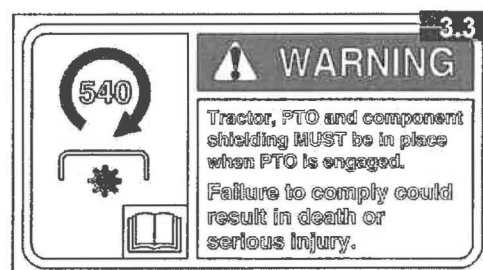 3.3
540
WARNING
Tractor, PTO and component
shielding MUST be in place
when PTO is engaged.
Failure to comply could
result in death or
serious injury.